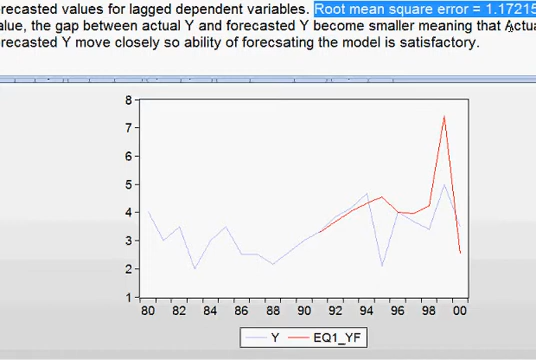 recasted values for lagged dependent variables. Root mean square error = 1.17215
alue, the gap between actual Y and forecasted Y become smaller meaning that Actua
recasted Y move closely so ability of forecsating the model is satisfactory.
8
7
6
5
4
3
2
1
80 82 84 86 88 90 92 94 96 98 00
Y EQ1_YF